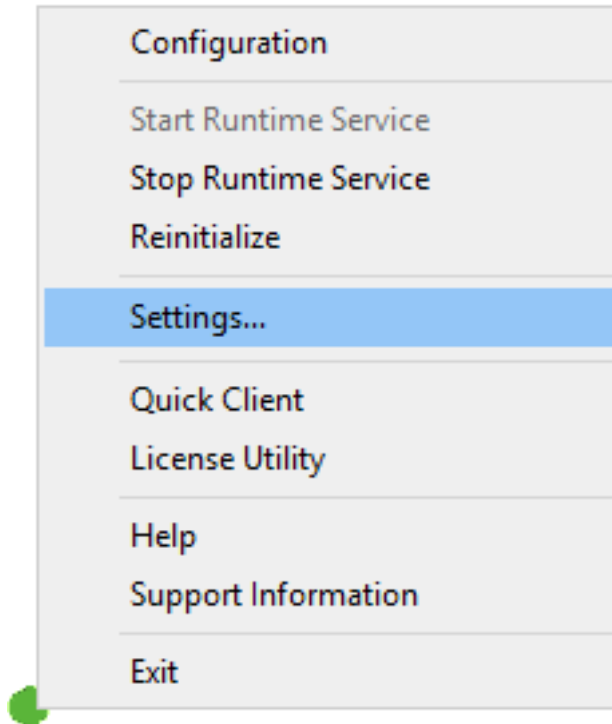 Configuration
Start Runtime Service
Stop Runtime Service
Reinitialize
Settings...
Quick Client
License Utility
Help
Support Information
Exit